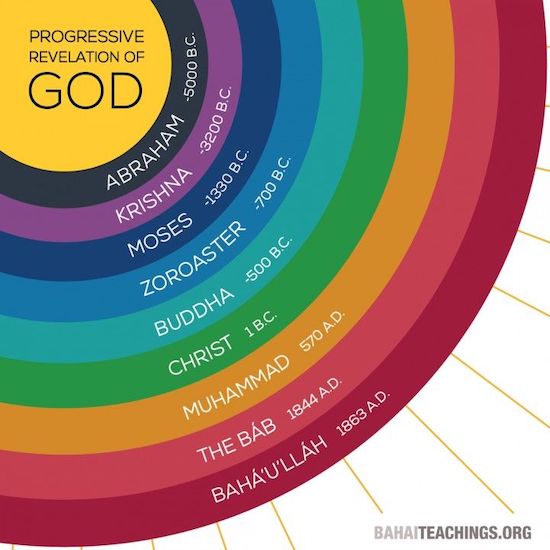 PROGRESSIVE
REVELATION OF
GOD
ABRAHAM -5000 B.C.
KRISHNA -3200 B.C.
MOSES -1330 B.C.
ZOROASTER -700 B.C.
BUDDHA -500 B.C.
CHRIST 1 B.C.
MUHAMMAD 570 A.D.
THE BÁB 1844 A.D.
BAHÁ'U'LLÁH 1863 A.D.
BAHAITEACHINGS.ORG